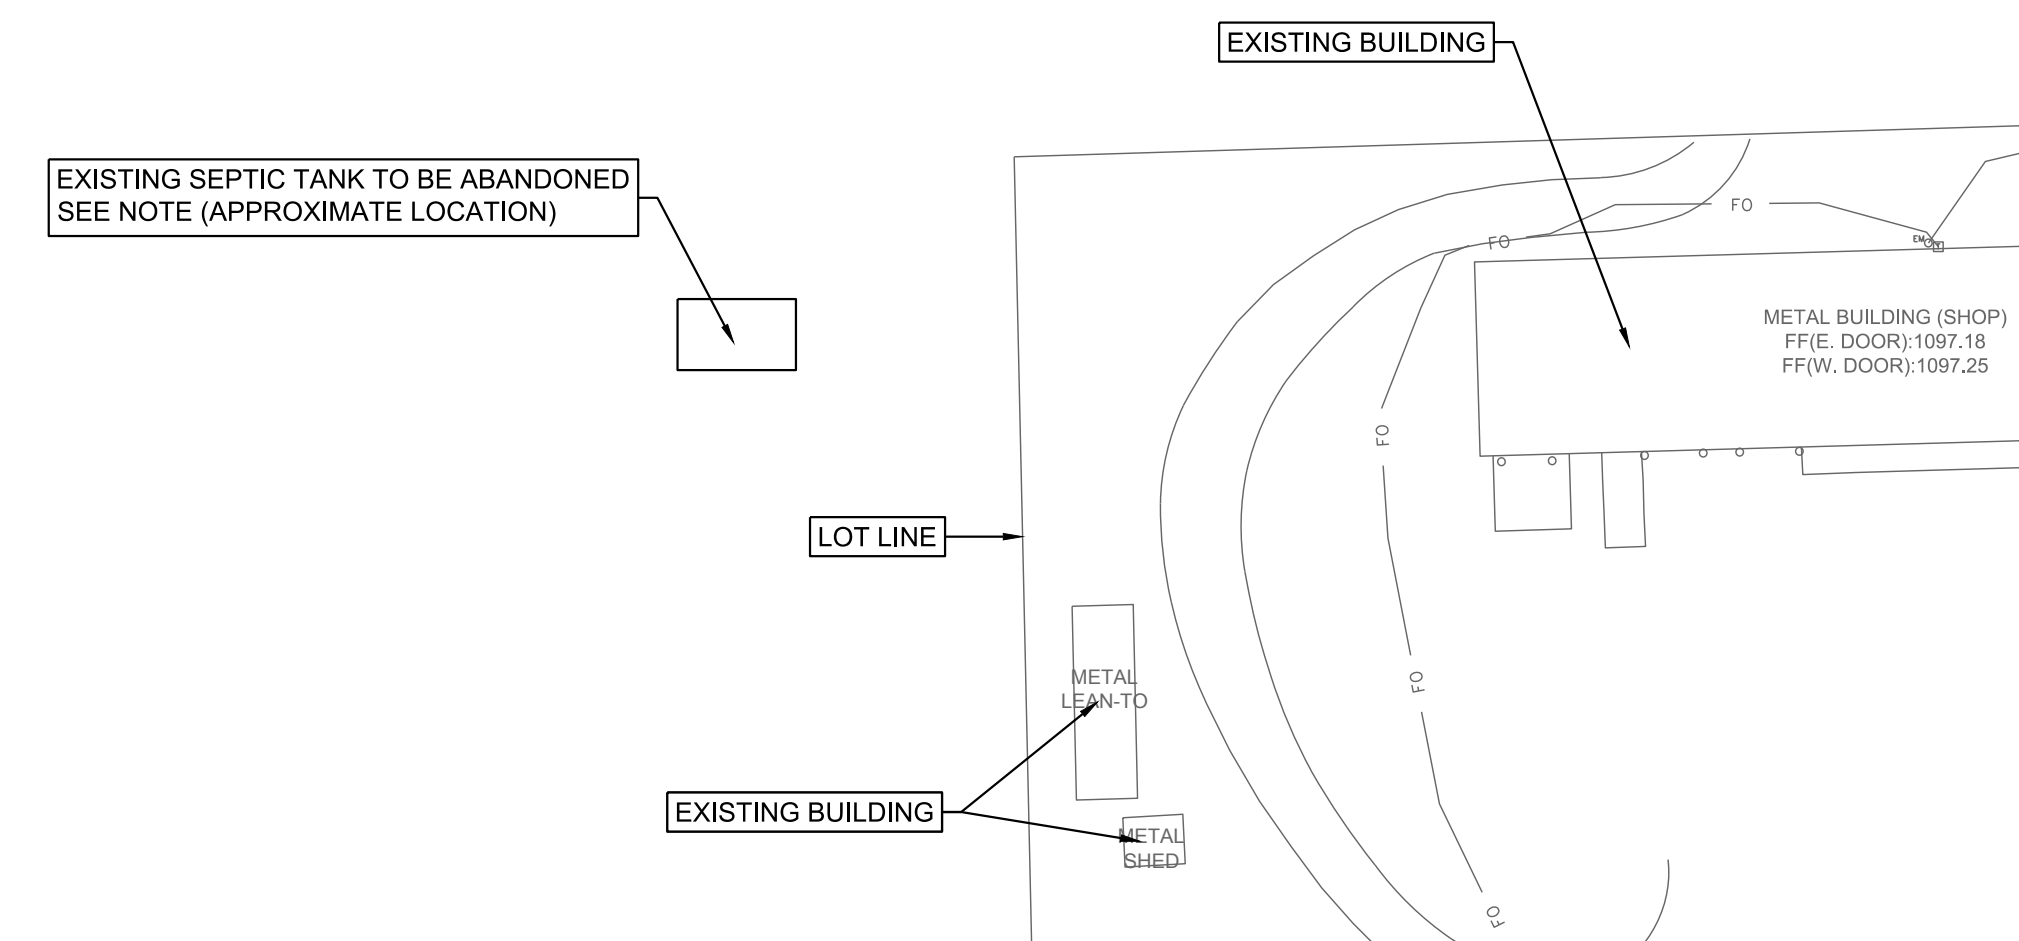 EXISTING BUILDING
EXISTING SEPTIC TANK TO BE ABANDONED
SEE NOTE (APPROXIMATE LOCATION)
FO
FO
EM
METAL BUILDING (SHOP)
FF(E. DOOR):1097.18
FF(W. DOOR):1097.25
FO
LOT LINE
METAL
LEAN-TO
FO
EXISTING BUILDING
METAL
SHED
FO